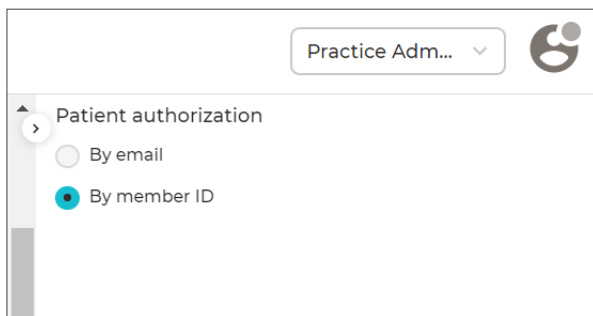 Practice Adm...
Patient authorization
By email
By member ID